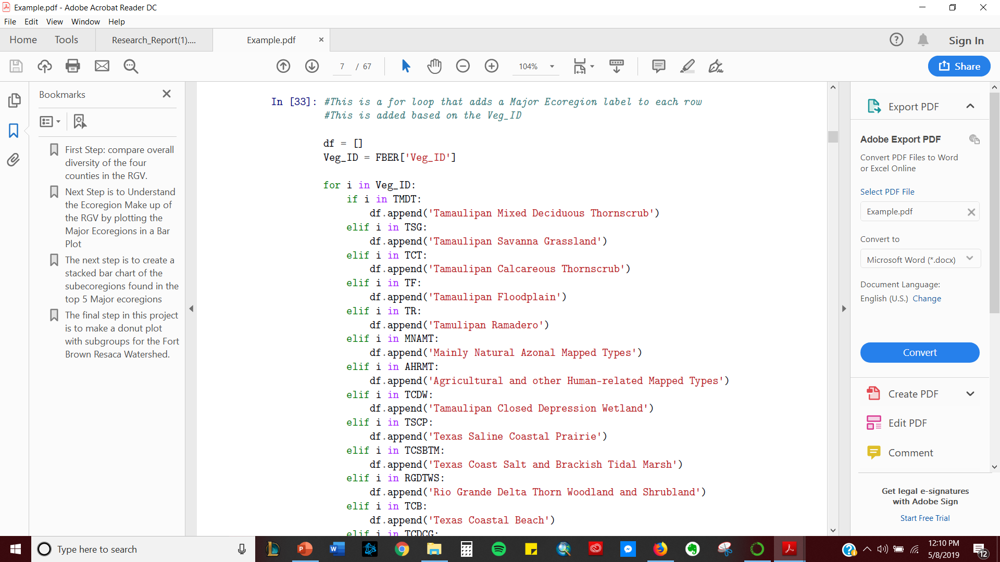 Example.pdf - Adobe Acrobat Reader DC
File Edit View Window Help
Home Tools Research_Report(1).... Example.pdf ×
? Sign In
7 / 67 104% Share
Bookmarks
First Step: compare overall
diversity of the four
counties in the RGV.
Next Step is to Understand
the Ecoregion Make up of
the RGV by plotting the
Major Ecoregions in a Bar
Plot
The next step is to create a
stacked bar chart of the
subecoregions found in the
top 5 Major ecoregions
The final step in this project
is to make a donut plot
with subgroups for the Fort
Brown Resaca Watershed.
In [33]: #This is a for loop that adds a Major Ecoregion label to each row
#This is added based on the Veg_ID
df = []
Veg_ID = FBER['Veg_ID']
for i in Veg_ID:
if i in TMDT:
df.append('Tamaulipan Mixed Deciduous Thornscrub')
elif i in TSG:
df.append('Tamaulipan Savanna Grassland')
elif i in TCT:
df.append('Tamaulipan Calcareous Thornscrub')
elif i in TF:
df.append('Tamaulipan Floodplain')
elif i in TR:
df.append('Tamulipan Ramadero')
elif i in MNAMT:
df.append('Mainly Natural Azonal Mapped Types')
elif i in AHRMT:
df.append('Agricultural and other Human-related Mapped Types')
elif i in TCDW:
df.append('Tamaulipan Closed Depression Wetland')
elif i in TSCP:
df.append('Texas Saline Coastal Prairie')
elif i in TCSBTM:
df.append('Texas Coast Salt and Brackish Tidal Marsh')
elif i in RGDTWS:
df.append('Rio Grande Delta Thorn Woodland and Shrubland')
elif i in TCB:
df.append('Texas Coastal Beach')
elif i in TCDCG:
Export PDF
Adobe Export PDF
Convert PDF Files to Word
or Excel Online
Select PDF File
Example.pdf
Convert to
Microsoft Word (*.docx)
Document Language:
English (U.S.) Change
Convert
Create PDF
Edit PDF
Comment
Get legal e-signatures
with Adobe Sign
Start Free Trial
Type here to search
12:10 PM
5/8/2019
12